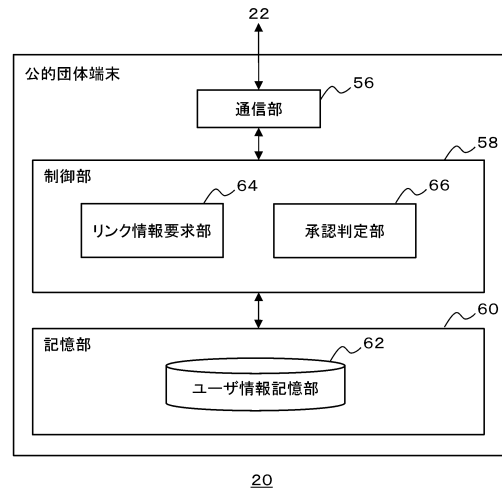 22
公的団体端末
56
通信部
58
制御部
64
66
リンク情報要求部
承認判定部
60
記憶部
62
ユーザ情報記憶部
20